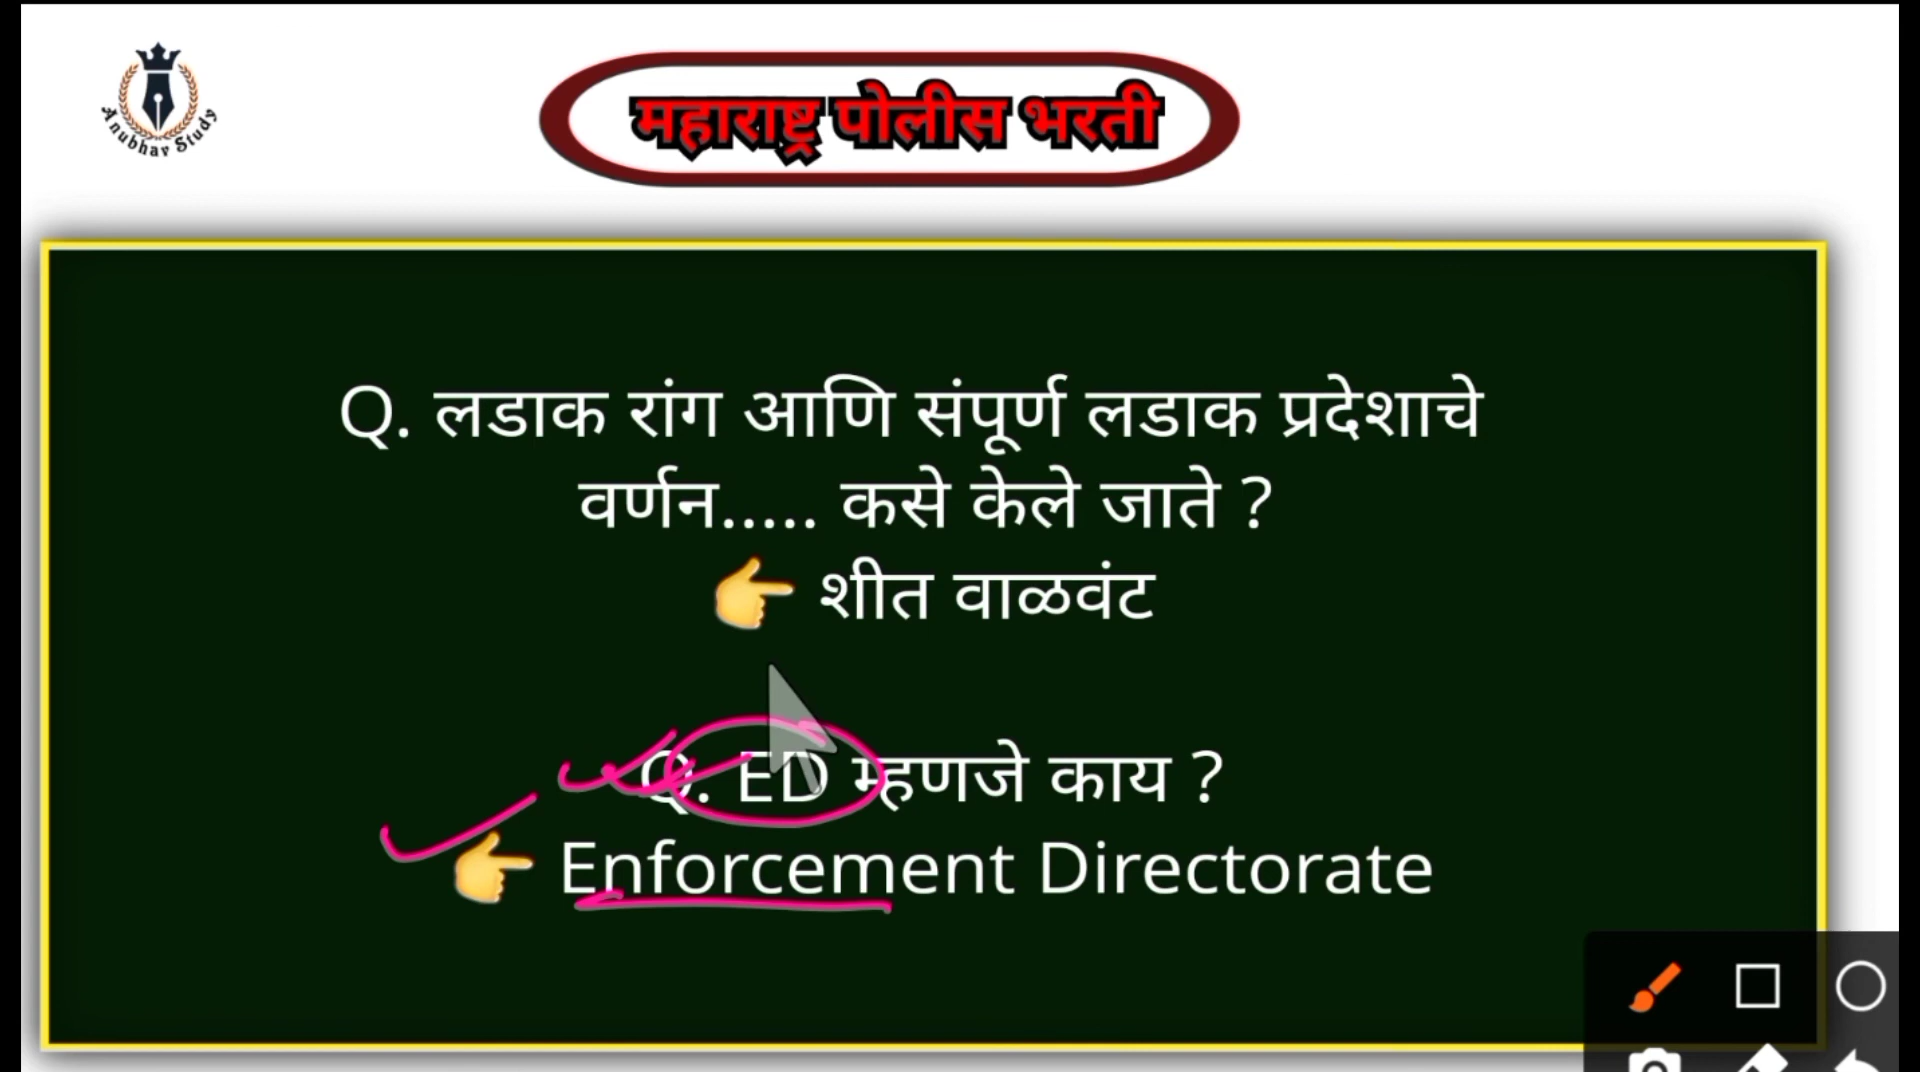 Anubhav Study
महाराष्ट्र पोलीस भरती
Q. लडाक रांग आणि संपूर्ण लडाक प्रदेशाचे
वर्णन..... कसे केले जाते ?
👉 शीत वाळवंट
Q. ED म्हणजे काय ?
👉 Enforcement Directorate